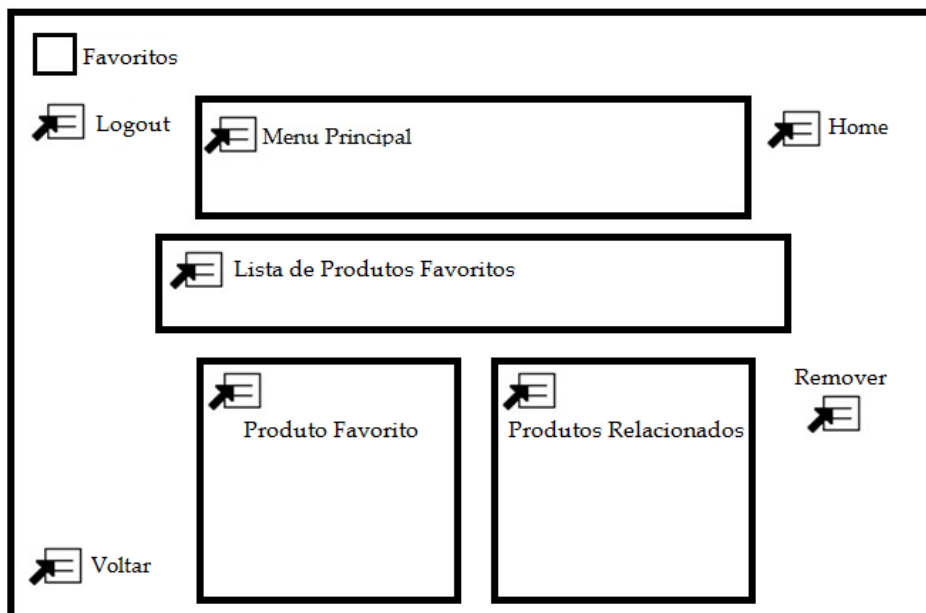 Favoritos
Logout
Menu Principal
Home
Lista de Produtos Favoritos
Produto Favorito
Produtos Relacionados
Remover
Voltar